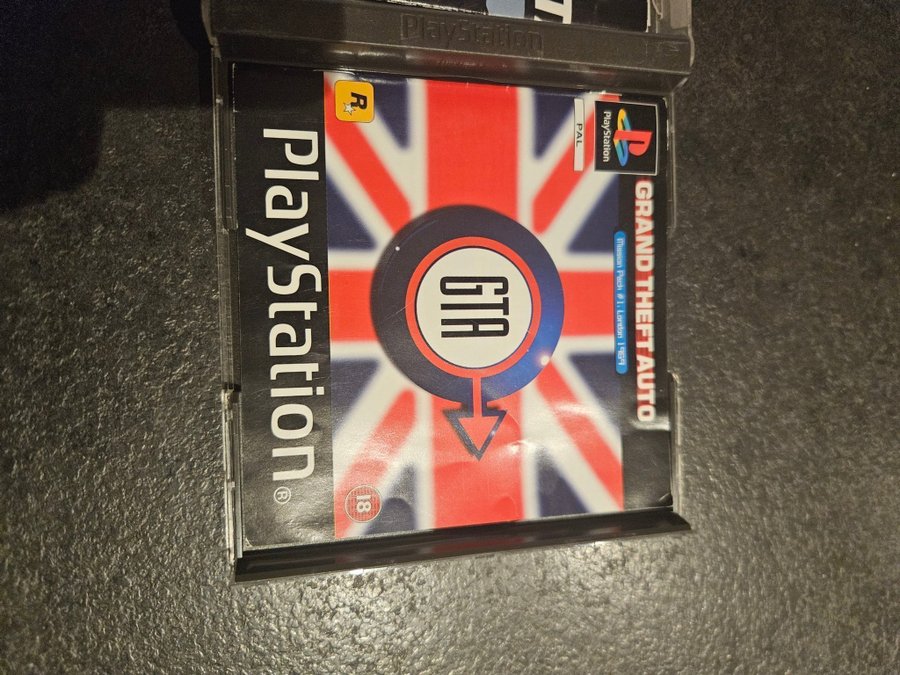 PlayStation
GRAND THEFT AUTO
Mission Pack #1, London 1969
PlayStation
PAL
GTA
18
R
PlayStation®